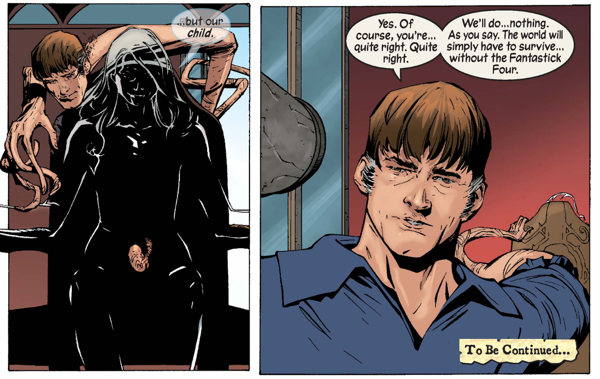 ...but our
child.
Yes. Of
course, you're...
quite right. Quite
right.
We'll do...nothing.
As you say. The world will
simply have to survive...
without the Fantastick
Four.
To Be Continued...